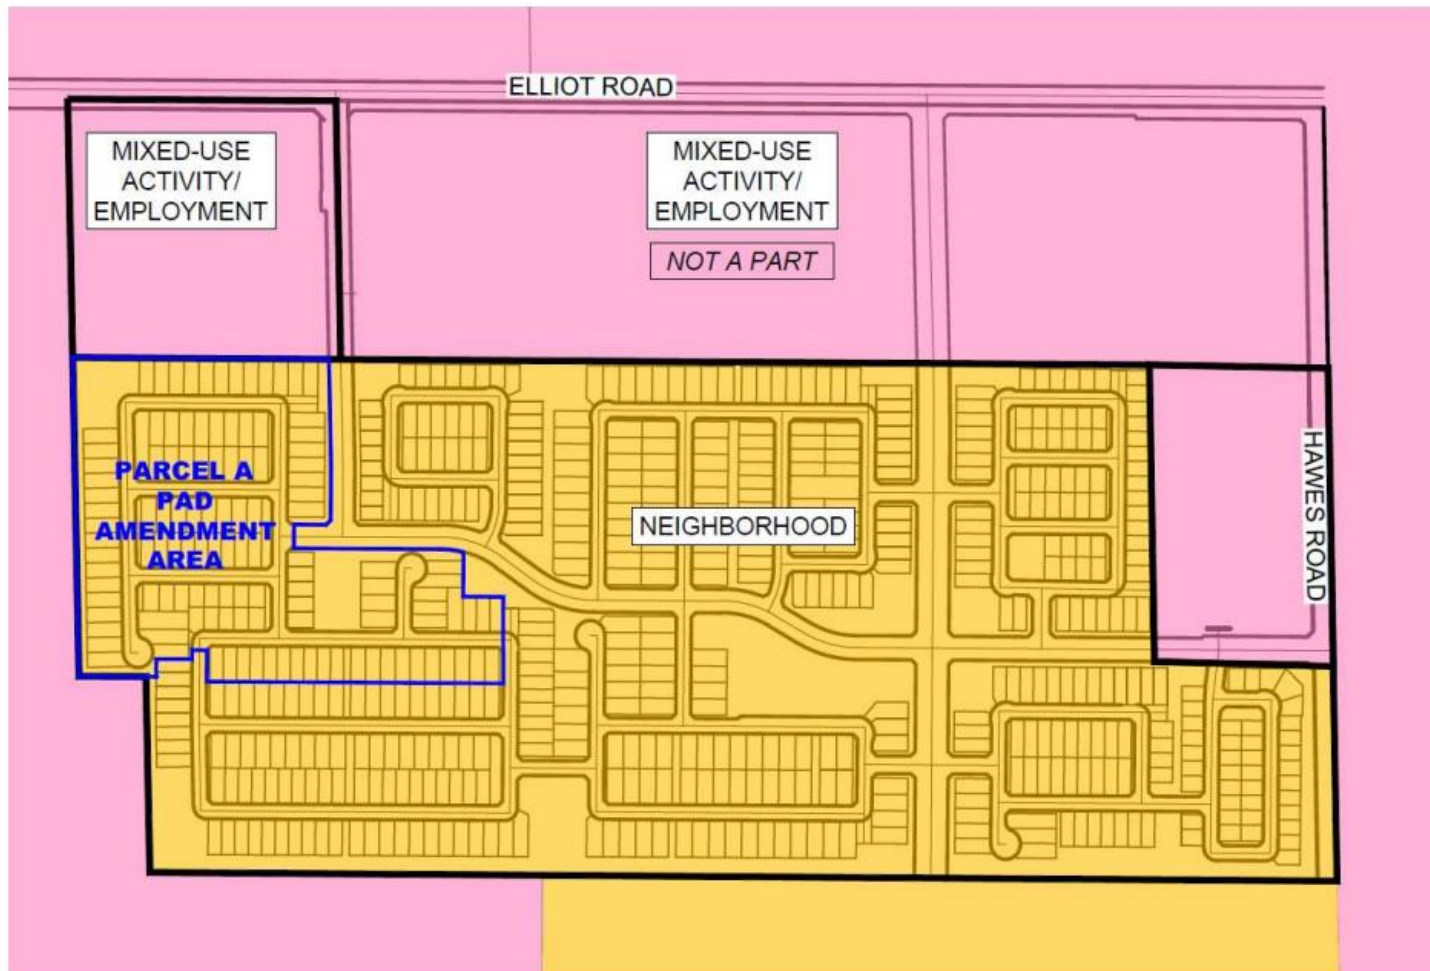 ELLIOT ROAD
MIXED-USE
ACTIVITY/
EMPLOYMENT
MIXED-USE
ACTIVITY/
EMPLOYMENT
NOT A PART
PARCEL A
PAD
AMENDMENT
AREA
NEIGHBORHOOD
HAWES ROAD